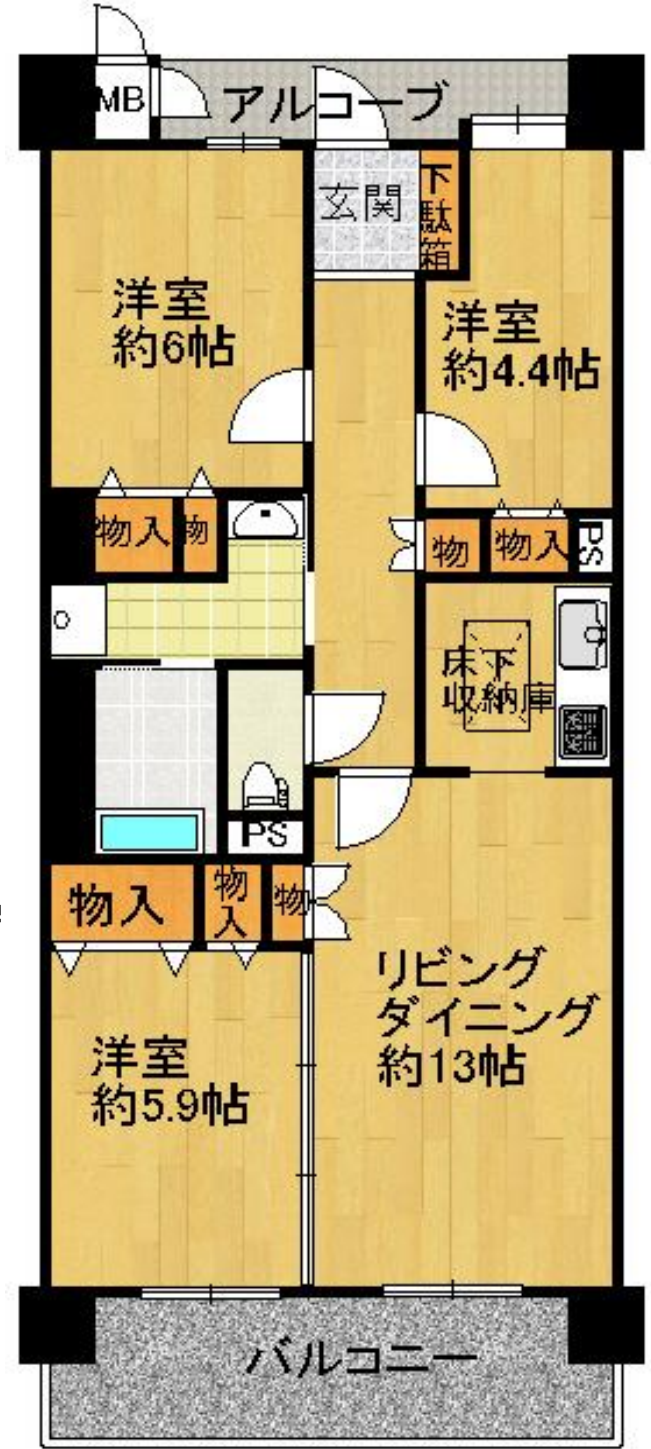 MB
アルコーブ
玄関
下駄箱
洋室
約6帖
洋室
約4.4帖
物入
物
物
物入
PS
床下
収納庫
PS
物入
物入
物
リビング
ダイニング
約13帖
洋室
約5.9帖
バルコニー